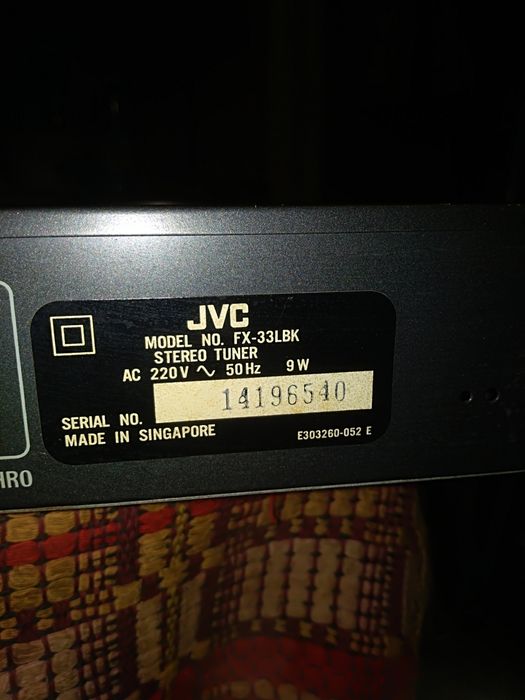 JVC
MODEL NO. FX-33LBK
STEREO TUNER
AC 220V ∿ 50Hz 9W
14196540
SERIAL NO.
MADE IN SINGAPORE
E303260-052 E
HRO